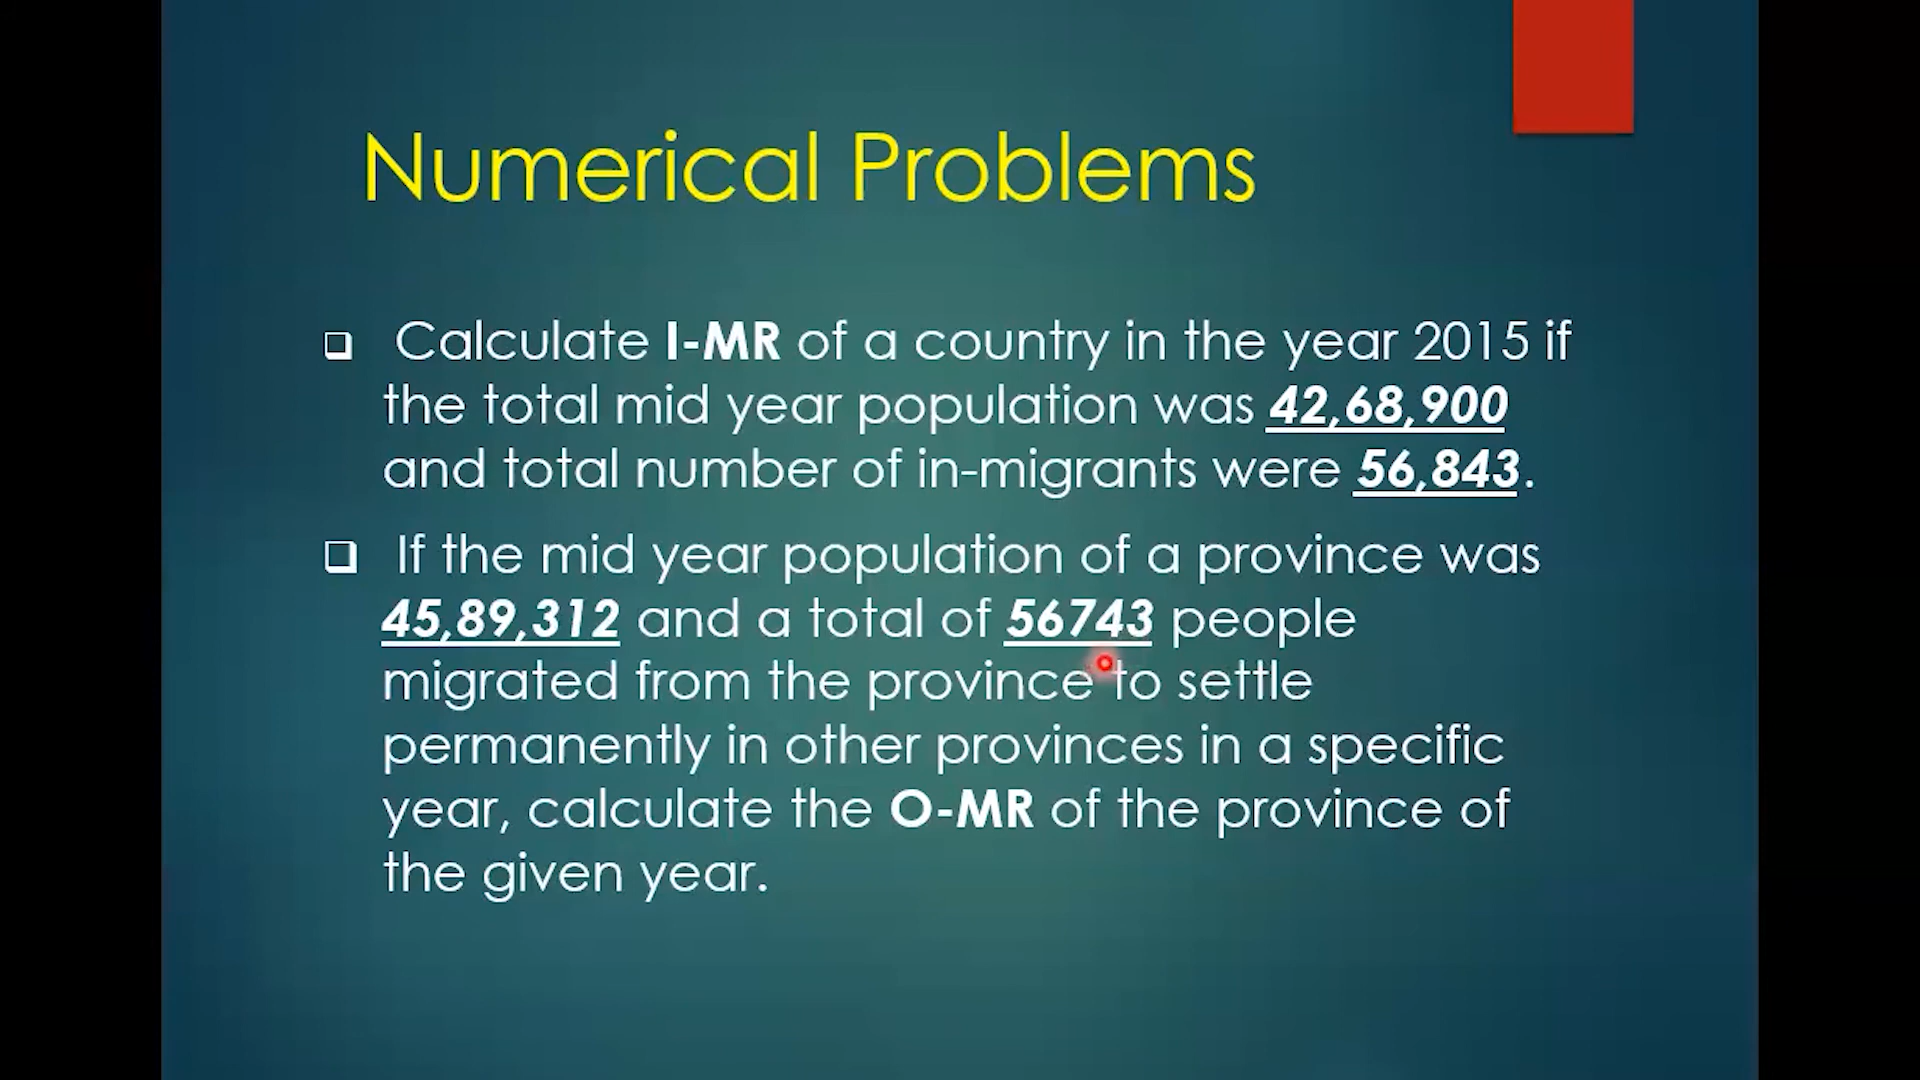 Numerical Problems
Calculate I-MR of a country in the year 2015 if
the total mid year population was 42,68,900
and total number of in-migrants were 56,843.
If the mid year population of a province was
45,89,312 and a total of 56743 people
migrated from the province to settle
permanently in other provinces in a specific
year, calculate the O-MR of the province of
the given year.